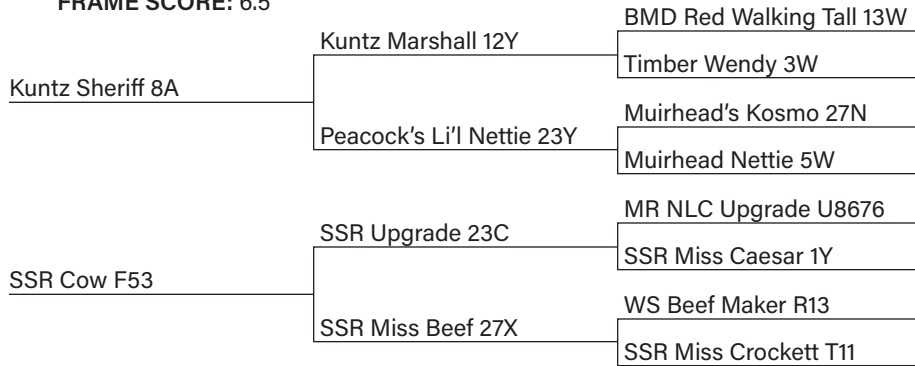 FRAME SCORE: 6.5
BMD Red Walking Tall 13W
Kuntz Marshall 12Y
Timber Wendy 3W
Kuntz Sheriff 8A
Muirhead's Kosmo 27N
Peacock's Li'l Nettie 23Y
Muirhead Nettie 5W
MR NLC Upgrade U8676
SSR Upgrade 23C
SSR Miss Caesar 1Y
SSR Cow F53
WS Beef Maker R13
SSR Miss Beef 27X
SSR Miss Crockett T11